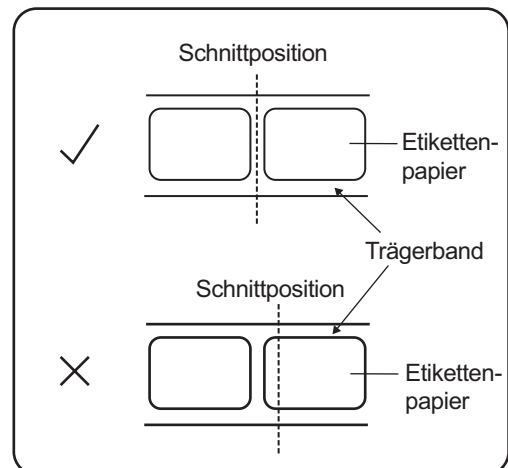 Schnittposition
Etiketten-
papier
Trägerband
Schnittposition
Etiketten-
papier